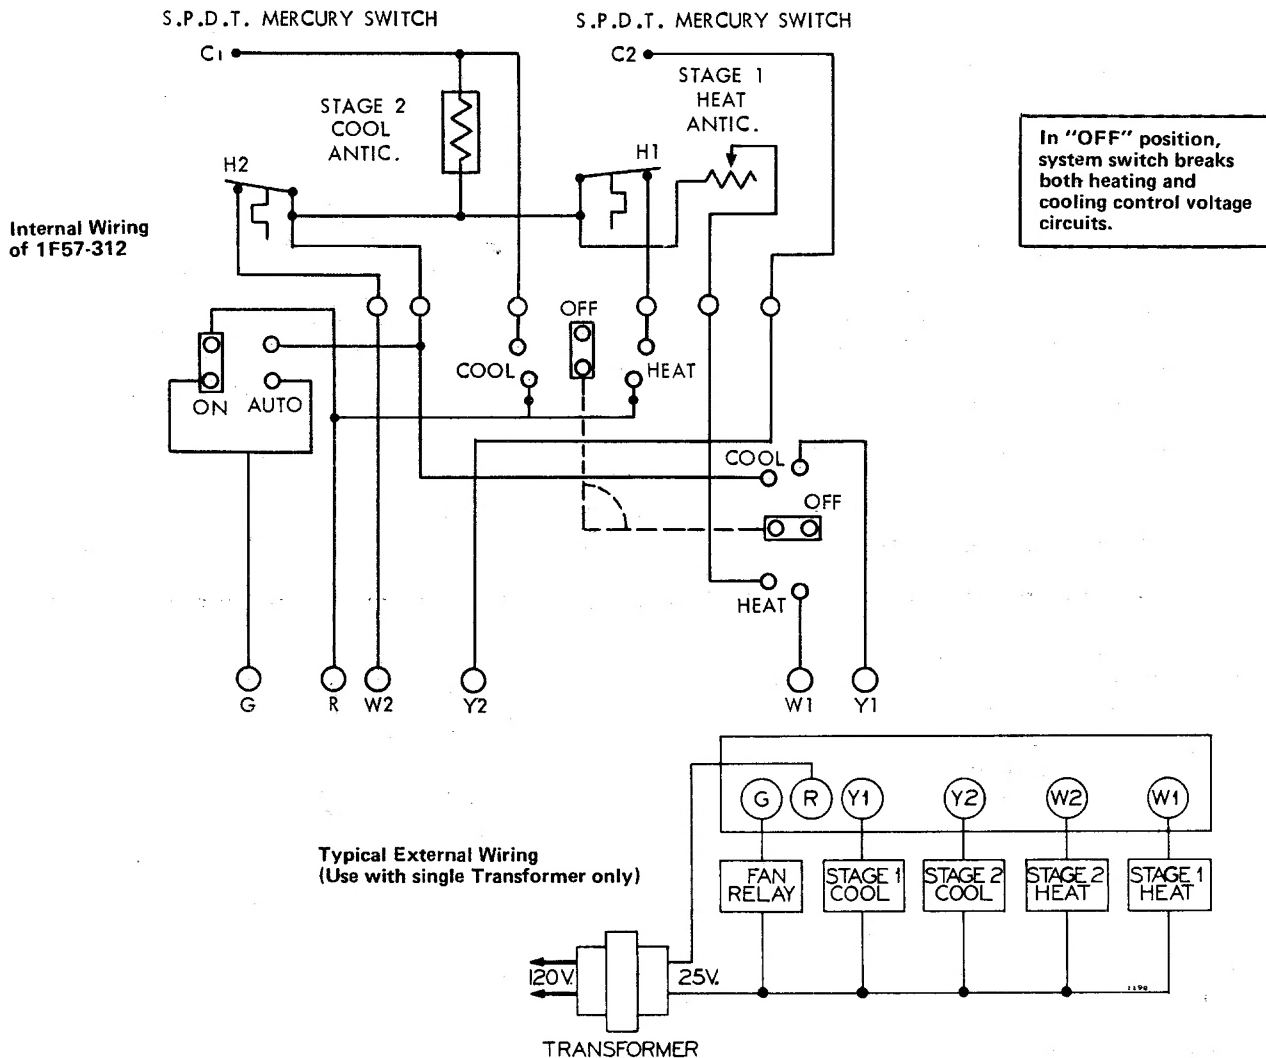 S.P.D.T. MERCURY SWITCH
S.P.D.T. MERCURY SWITCH
C1
C2
STAGE 2
COOL
ANTIC.
STAGE 1
HEAT
ANTIC.
In "OFF" position,
system switch breaks
both heating and
cooling control voltage
circuits.
H2
H1
Internal Wiring
of 1F57-312
OFF
COOL
HEAT
ON
AUTO
COOL
OFF
HEAT
G
R
W2
Y2
W1
Y1
G
R
Y1
Y2
W2
W1
Typical External Wiring
(Use with single Transformer only)
FAN
RELAY
STAGE 1
COOL
STAGE 2
COOL
STAGE 2
HEAT
STAGE 1
HEAT
120V.
25V.
1190
TRANSFORMER